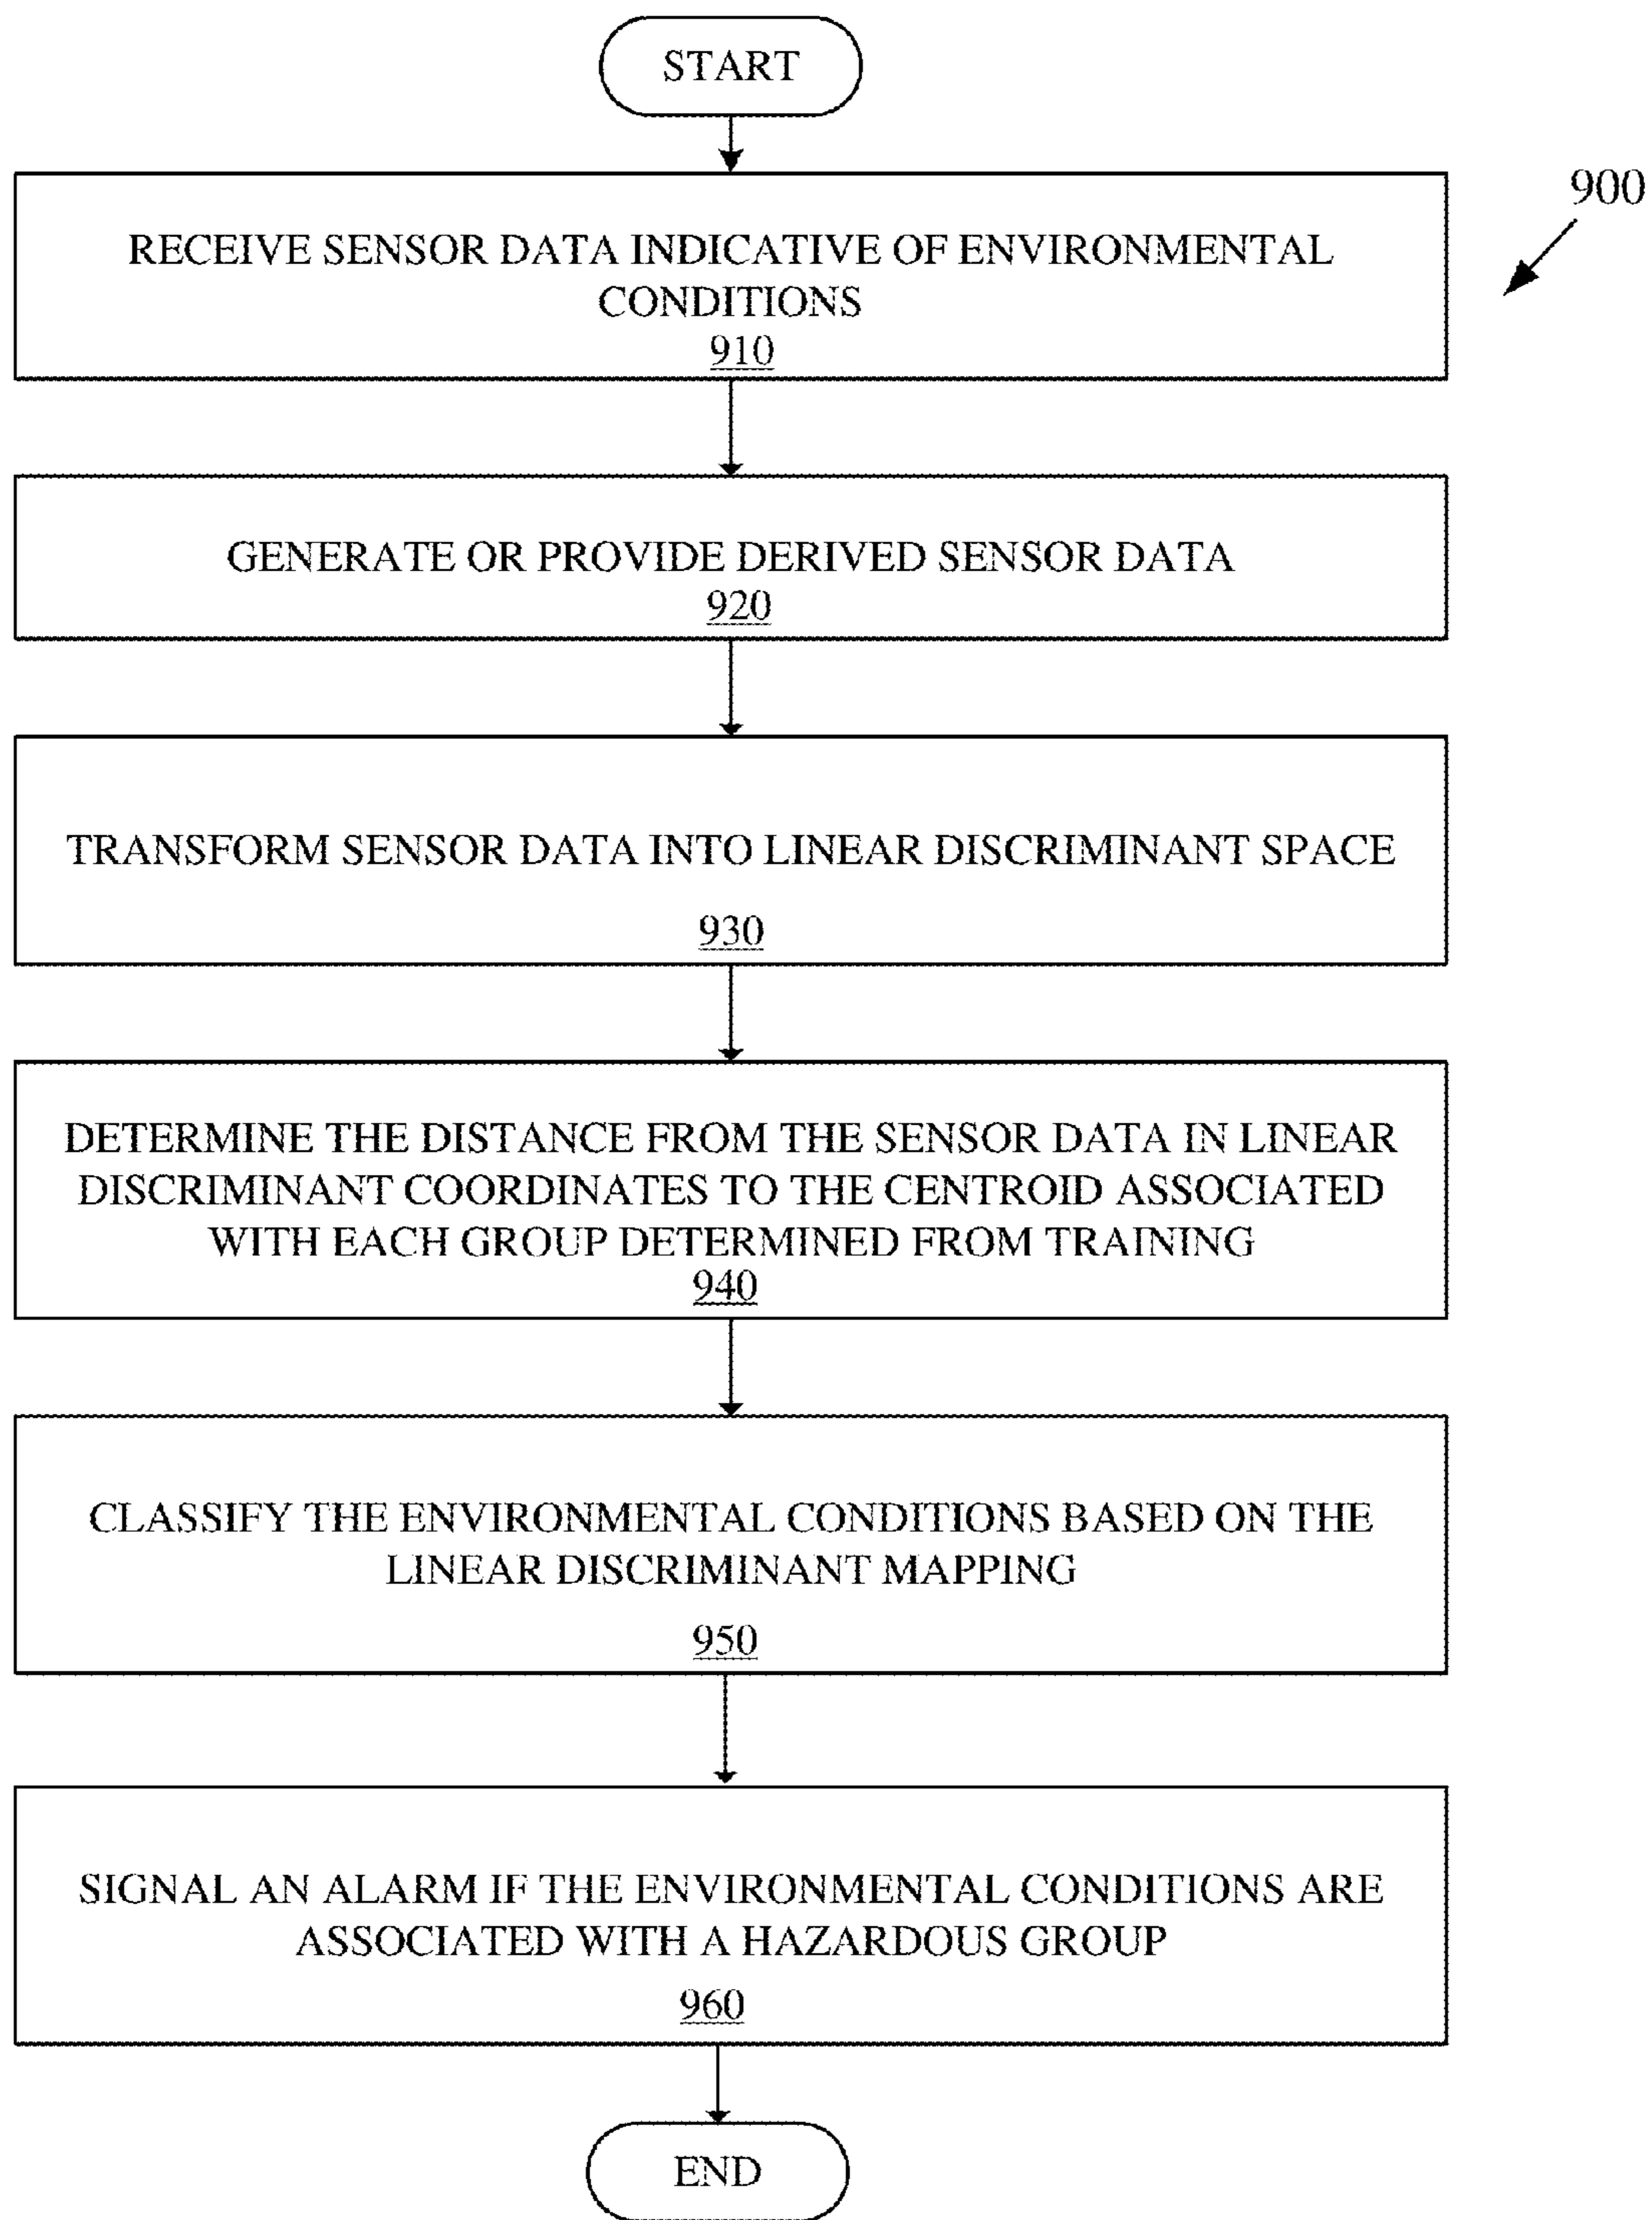 START
900
RECEIVE SENSOR DATA INDICATIVE OF ENVIRONMENTAL
CONDITIONS
910
GENERATE OR PROVIDE DERIVED SENSOR DATA
920
TRANSFORM SENSOR DATA INTO LINEAR DISCRIMINANT SPACE
930
DETERMINE THE DISTANCE FROM THE SENSOR DATA IN LINEAR
DISCRIMINANT COORDINATES TO THE CENTROID ASSOCIATED
WITH EACH GROUP DETERMINED FROM TRAINING
940
CLASSIFY THE ENVIRONMENTAL CONDITIONS BASED ON THE
LINEAR DISCRIMINANT MAPPING
950
SIGNAL AN ALARM IF THE ENVIRONMENTAL CONDITIONS ARE
ASSOCIATED WITH A HAZARDOUS GROUP
960
END